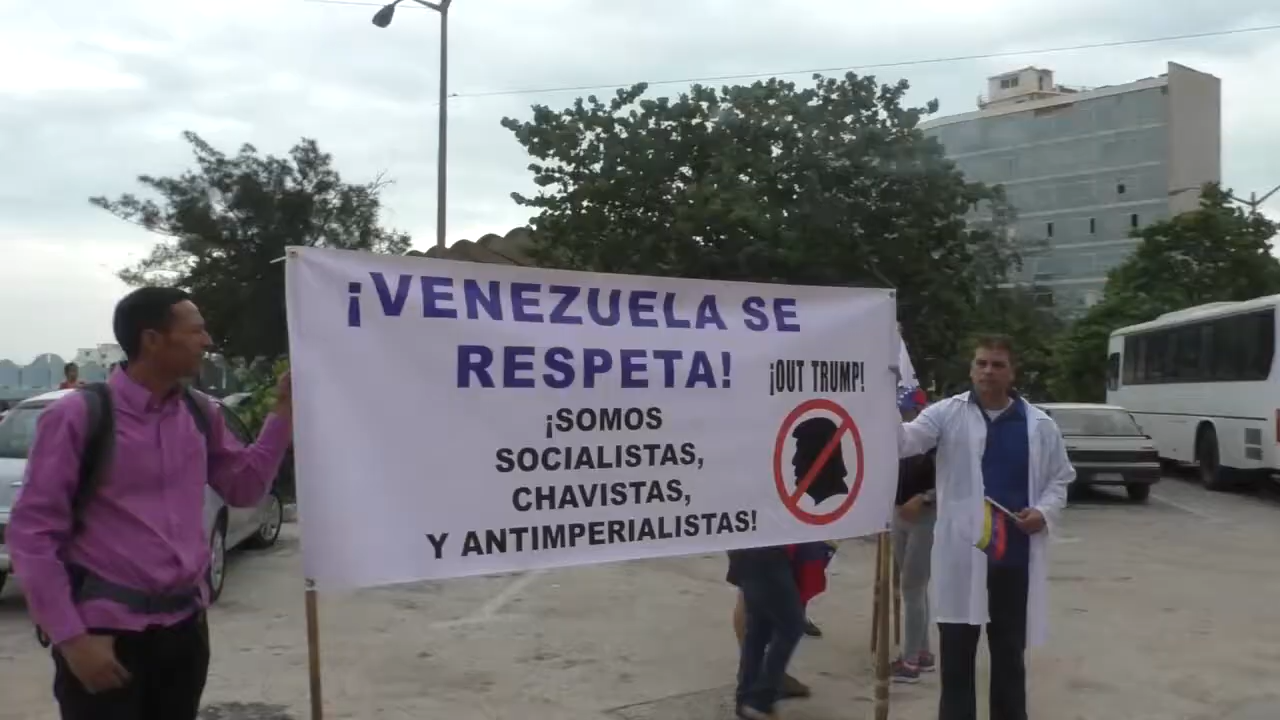 ¡VENEZUELA SE
RESPETA!
¡OUT TRUMP!
¡SOMOS
SOCIALISTAS,
CHAVISTAS,
Y ANTIMPERIALISTAS!